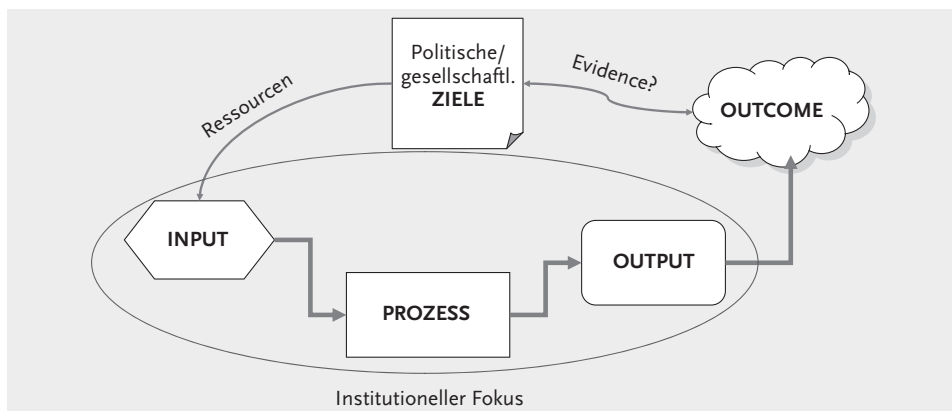 Politische/
gesellschaftl.
ZIELE
Ressourcen
Evidence?
OUTCOME
INPUT
PROZESS
OUTPUT
Institutioneller Fokus